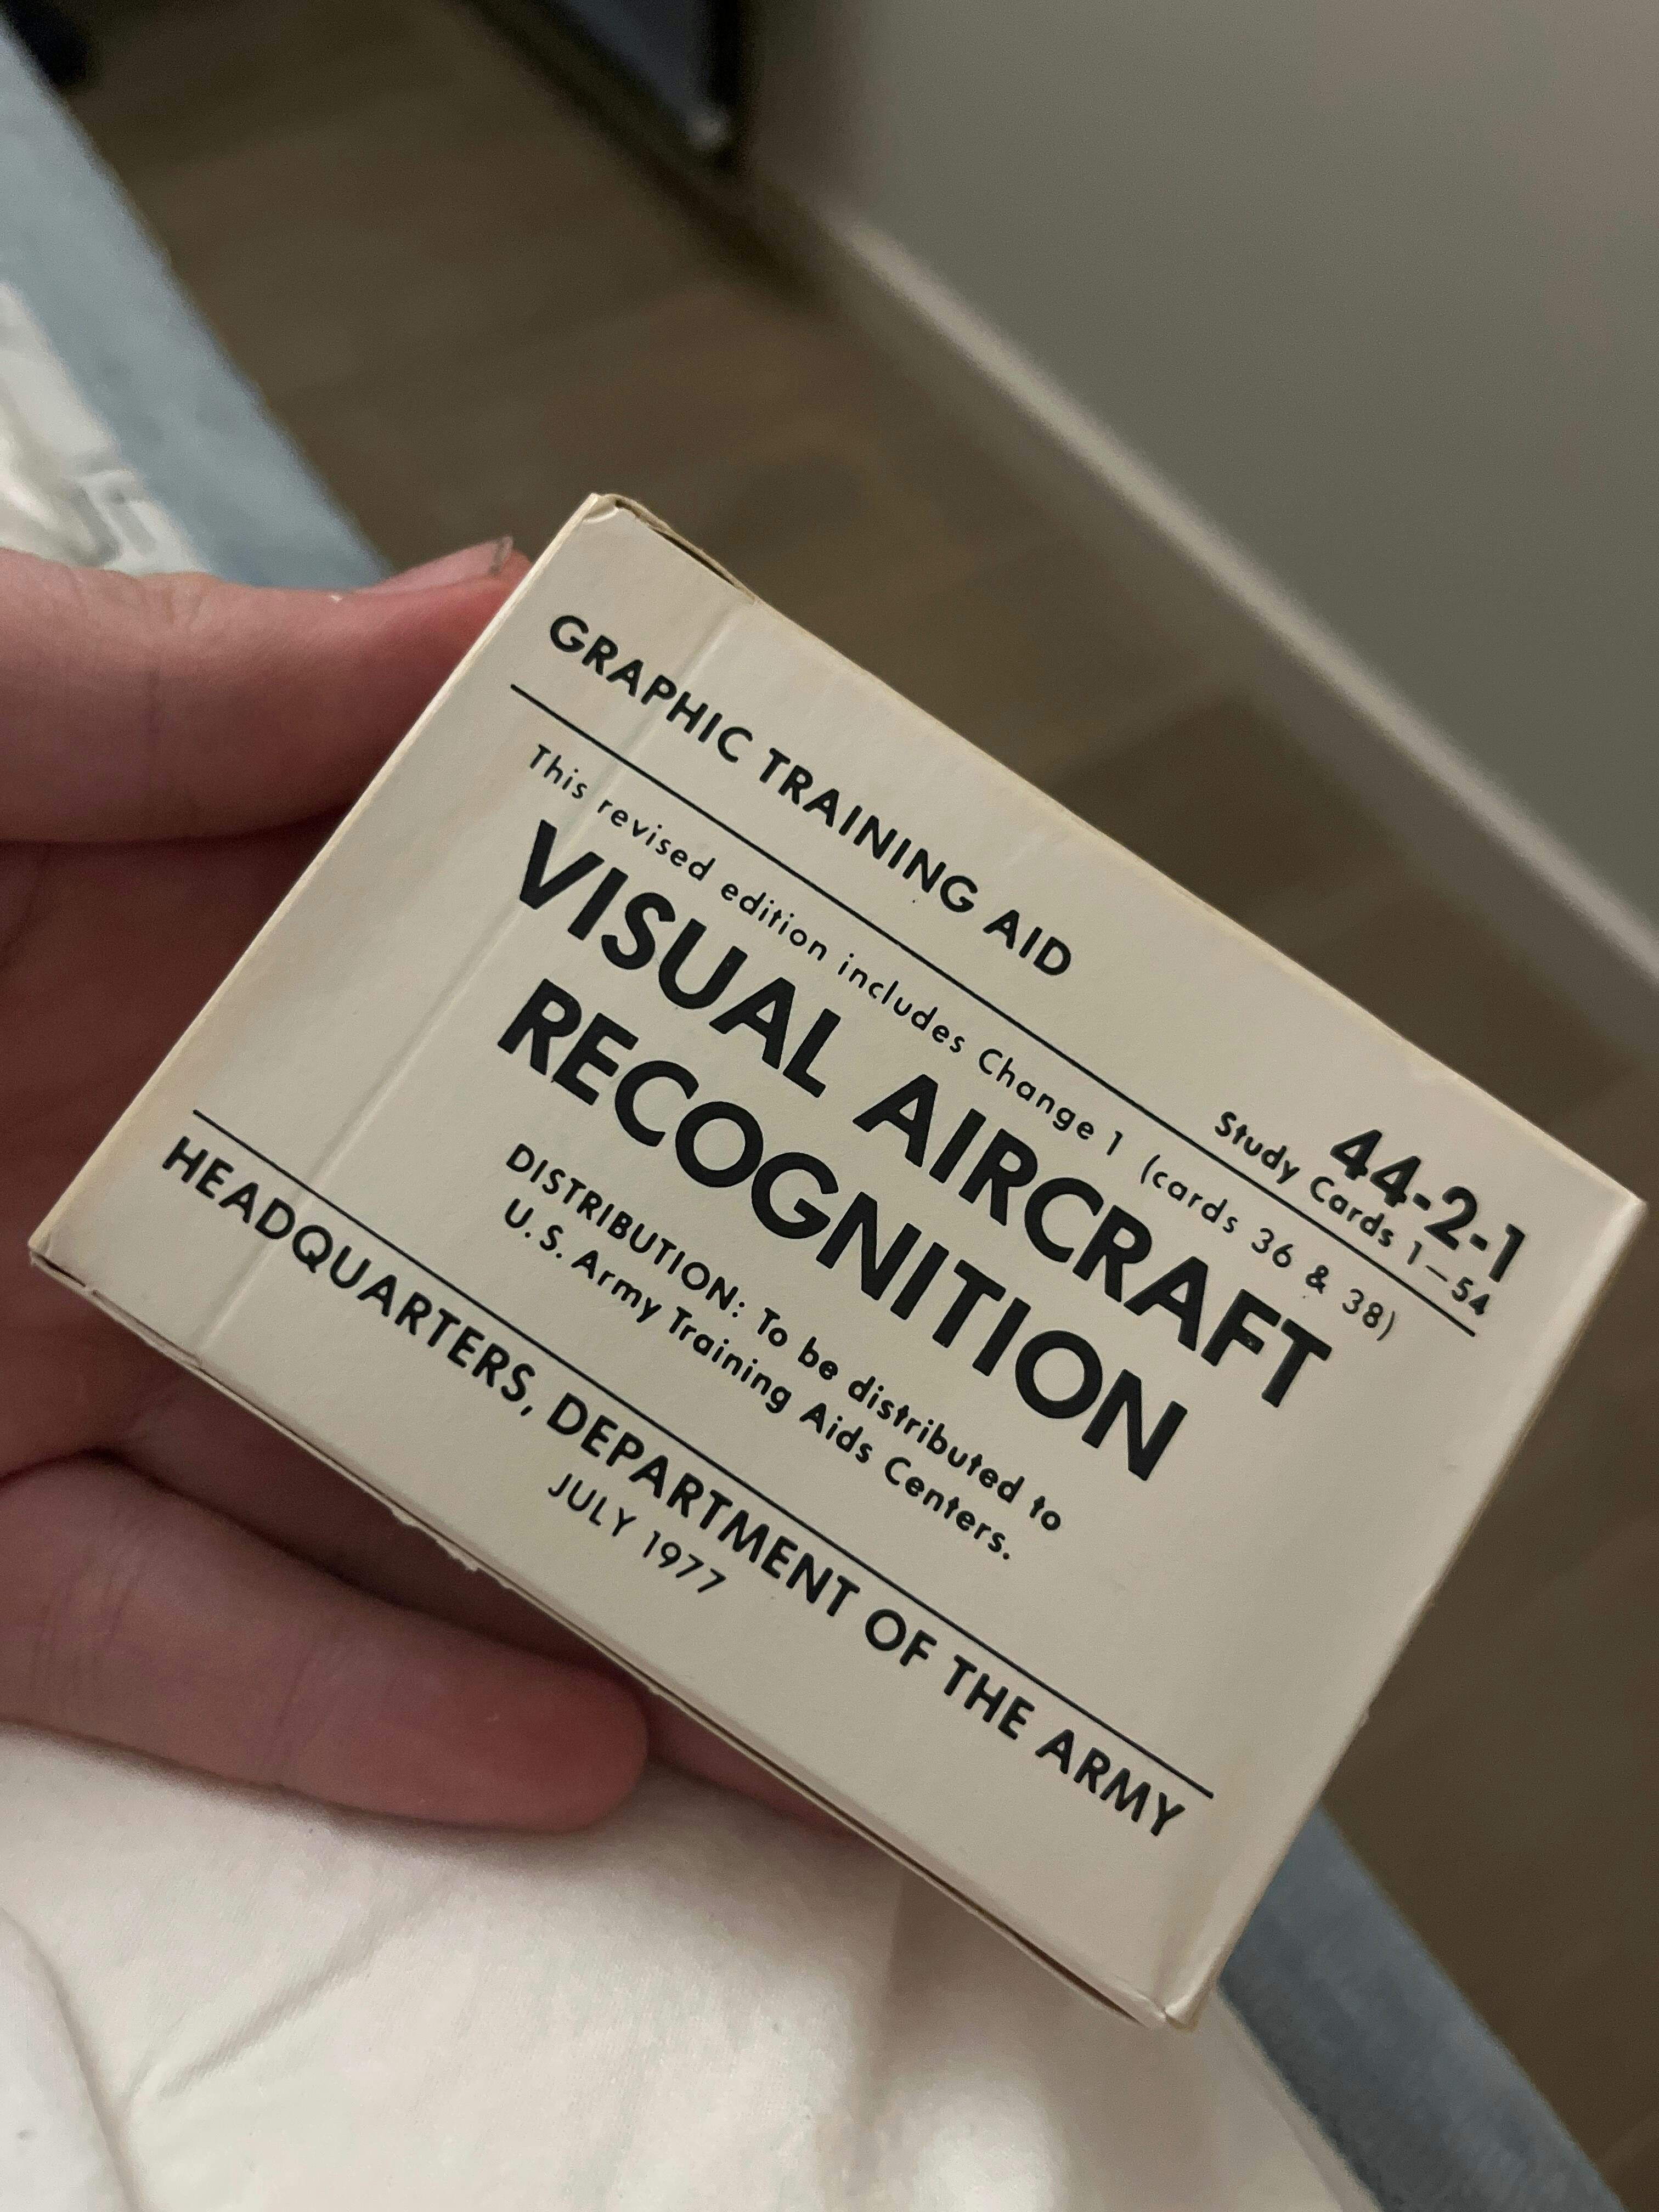 GRAPHIC TRAINING AID
44-2-1
Study Cards 1–54
This revised edition includes Change 1 (cards 36 & 38)
VISUAL AIRCRAFT
RECOGNITION
DISTRIBUTION: To be distributed to
U.S. Army Training Aids Centers.
HEADQUARTERS, DEPARTMENT OF THE ARMY
JULY 1977